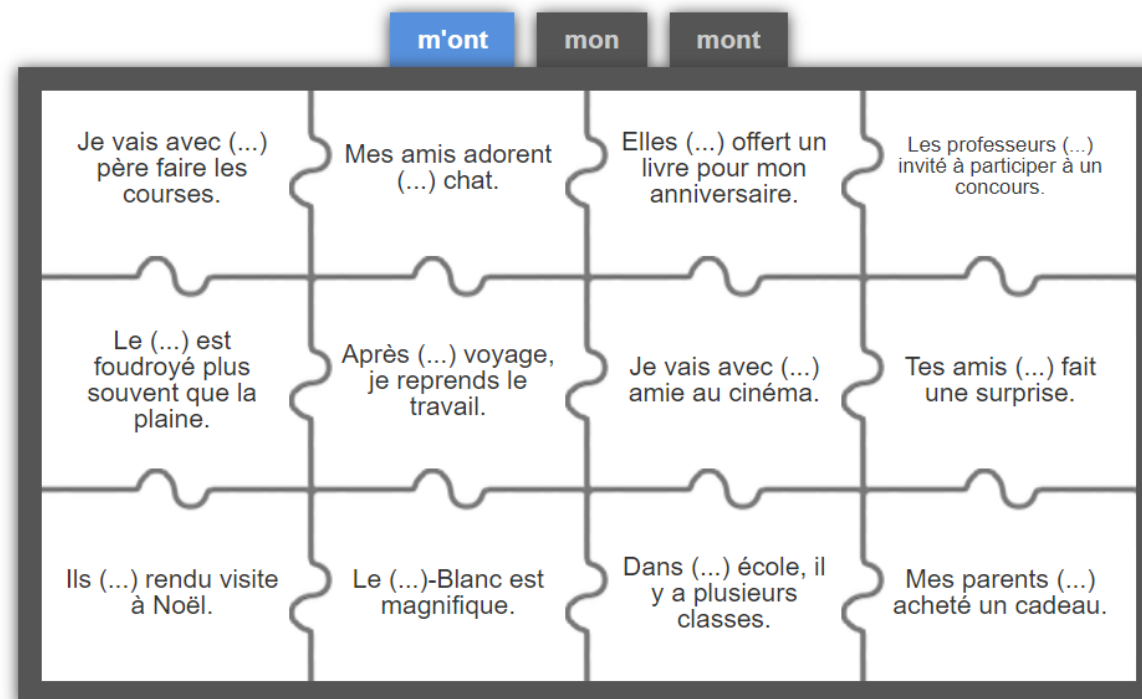 m'ont
mon
mont
Je vais avec (...)
père faire les
courses.
Mes amis adorent
(...) chat.
Elles (...) offert un
livre pour mon
anniversaire.
Les professeurs (...)
invité à participer à un
concours.
Le (...) est
foudroyé plus
souvent que la
plaine.
Après (...) voyage,
je reprends le
travail.
Je vais avec (...)
amie au cinéma.
Tes amis (...) fait
une surprise.
Ils (...) rendu visite
à Noël.
Le (...)-Blanc est
magnifique.
Dans (...) école, il
y a plusieurs
classes.
Mes parents (...)
acheté un cadeau.